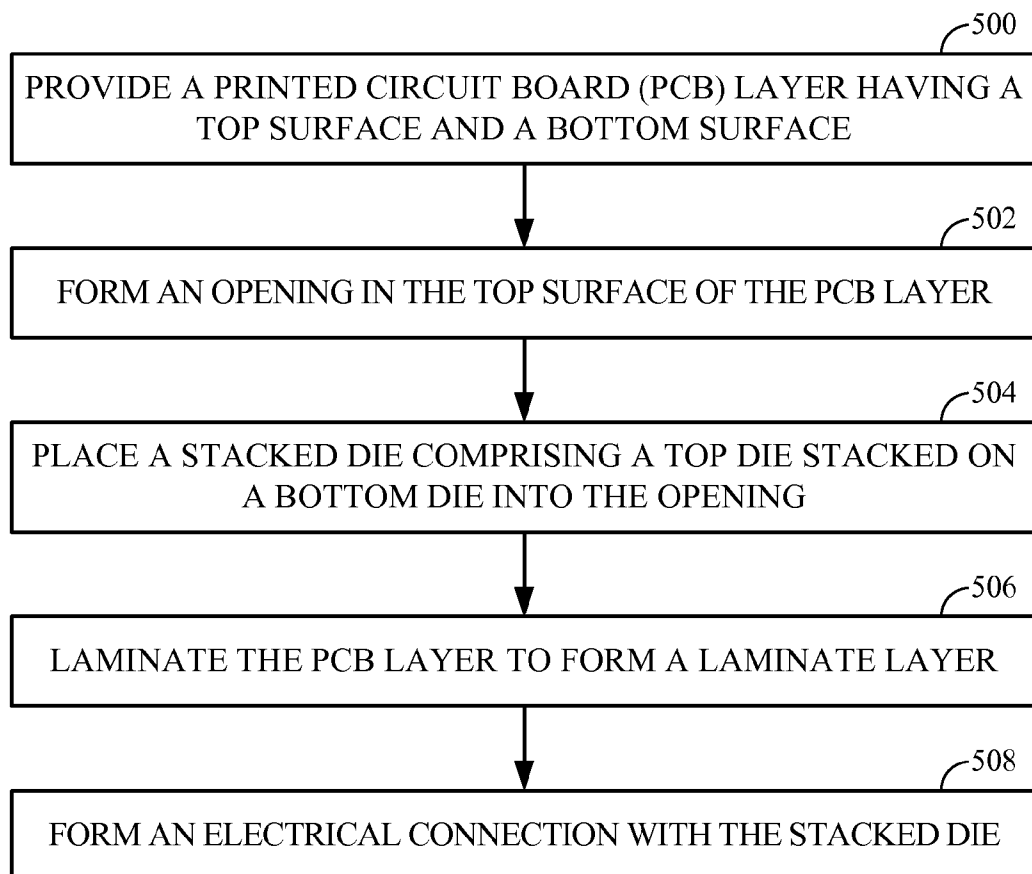 500
PROVIDE A PRINTED CIRCUIT BOARD (PCB) LAYER HAVING A
TOP SURFACE AND A BOTTOM SURFACE
502
FORM AN OPENING IN THE TOP SURFACE OF THE PCB LAYER
504
PLACE A STACKED DIE COMPRISING A TOP DIE STACKED ON
A BOTTOM DIE INTO THE OPENING
506
LAMINATE THE PCB LAYER TO FORM A LAMINATE LAYER
508
FORM AN ELECTRICAL CONNECTION WITH THE STACKED DIE